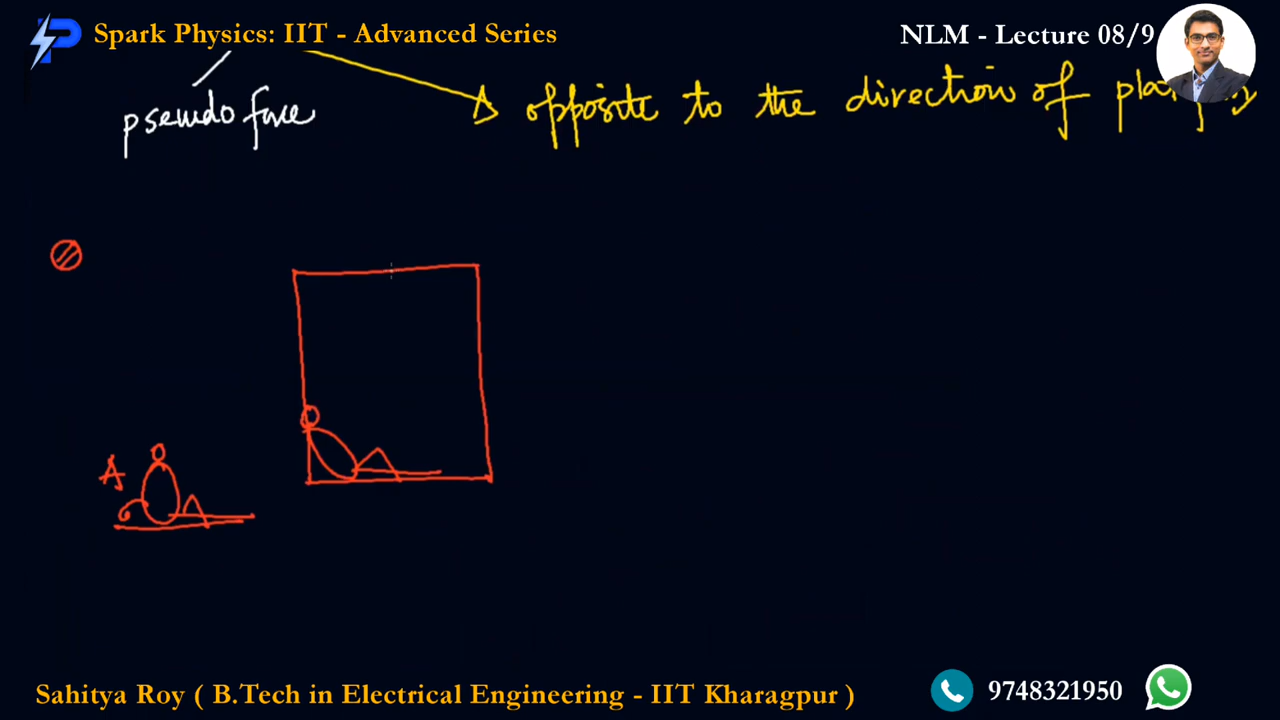 Spark Physics: IIT - Advanced Series
NLM - Lecture 08/9
pseudo force
opposite to the direction of
A
Sahitya Roy ( B.Tech in Electrical Engineering - IIT Kharagpur )
9748321950